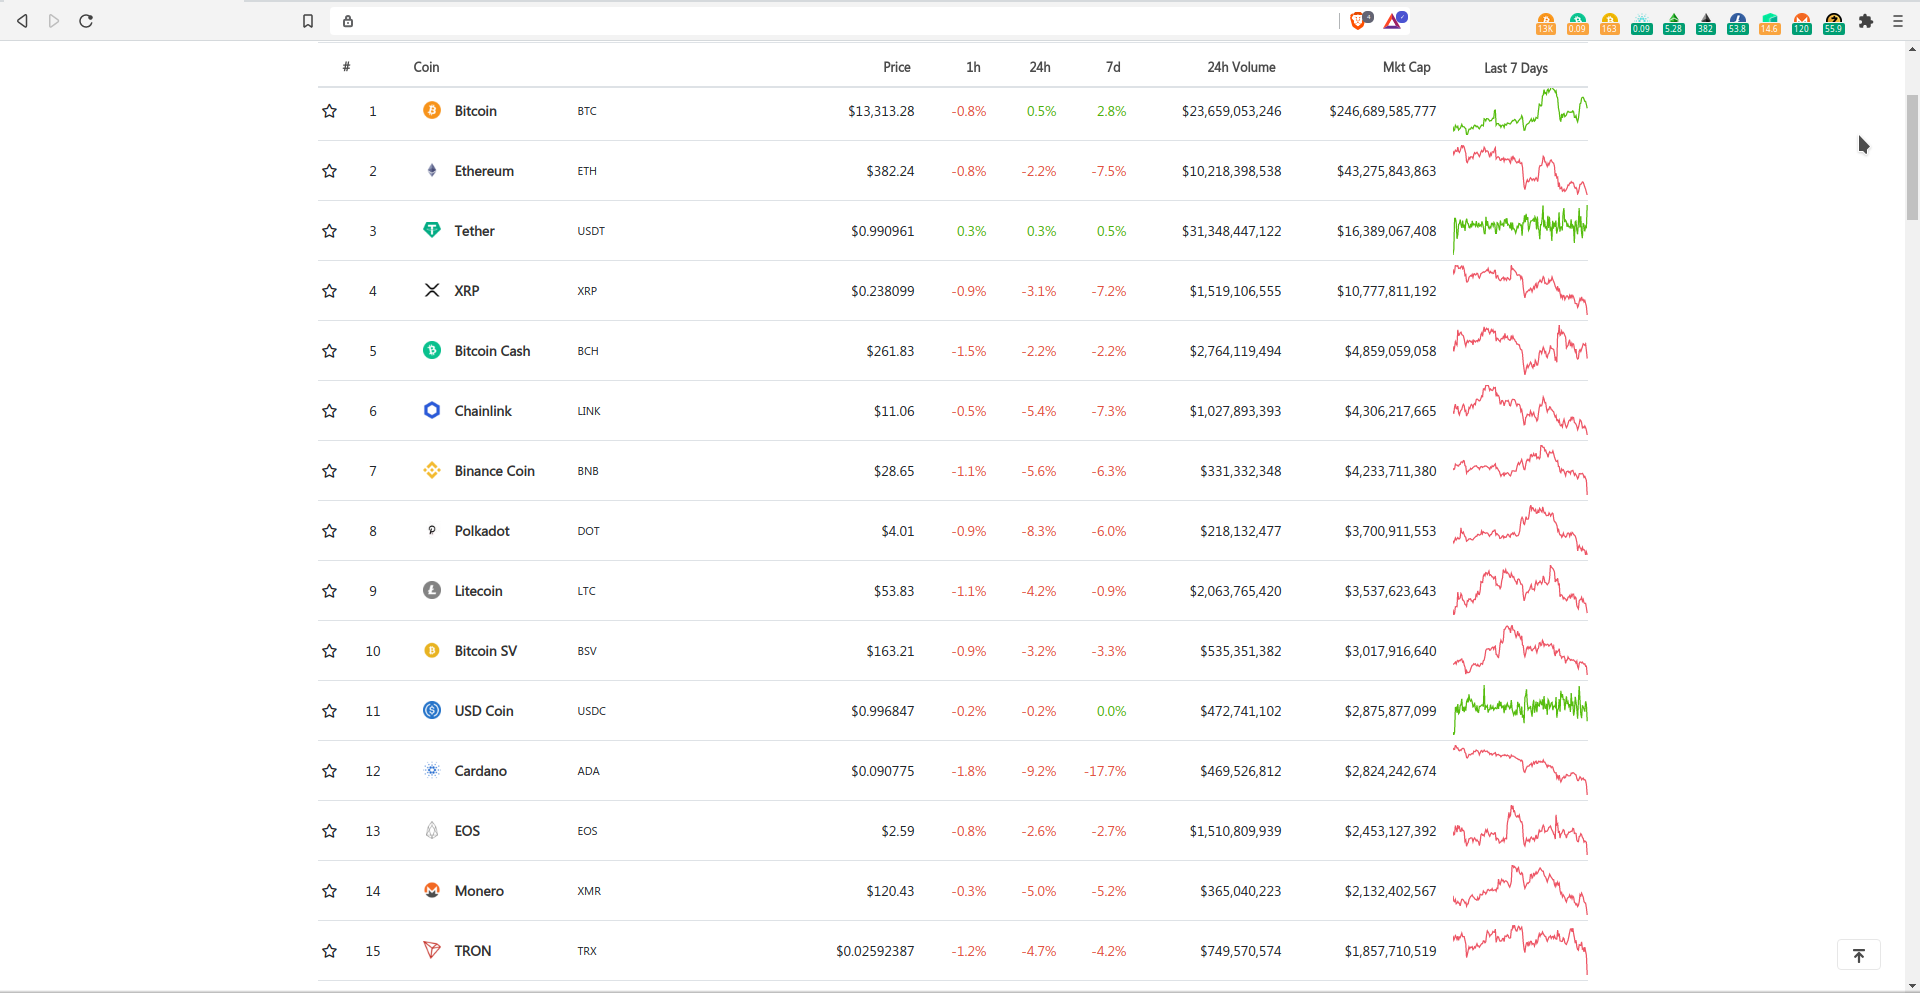 4
13K 0.09 163 0.09 5.28 382 53.8 14.6 120 55.9
# Coin Price 1h 24h 7d 24h Volume Mkt Cap Last 7 Days
1 Bitcoin BTC $13,313.28 -0.8% 0.5% 2.8% $23,659,053,246 $246,689,585,777
2 Ethereum ETH $382.24 -0.8% -2.2% -7.5% $10,218,398,538 $43,275,843,863
3 Tether USDT $0.990961 0.3% 0.3% 0.5% $31,348,447,122 $16,389,067,408
4 XRP XRP $0.238099 -0.9% -3.1% -7.2% $1,519,106,555 $10,777,811,192
5 Bitcoin Cash BCH $261.83 -1.5% -2.2% -2.2% $2,764,119,494 $4,859,059,058
6 Chainlink LINK $11.06 -0.5% -5.4% -7.3% $1,027,893,393 $4,306,217,665
7 Binance Coin BNB $28.65 -1.1% -5.6% -6.3% $331,332,348 $4,233,711,380
8 Polkadot DOT $4.01 -0.9% -8.3% -6.0% $218,132,477 $3,700,911,553
9 Litecoin LTC $53.83 -1.1% -4.2% -0.9% $2,063,765,420 $3,537,623,643
10 Bitcoin SV BSV $163.21 -0.9% -3.2% -3.3% $535,351,382 $3,017,916,640
11 USD Coin USDC $0.996847 -0.2% -0.2% 0.0% $472,741,102 $2,875,877,099
12 Cardano ADA $0.090775 -1.8% -9.2% -17.7% $469,526,812 $2,824,242,674
13 EOS EOS $2.59 -0.8% -2.6% -2.7% $1,510,809,939 $2,453,127,392
14 Monero XMR $120.43 -0.3% -5.0% -5.2% $365,040,223 $2,132,402,567
15 TRON TRX $0.02592387 -1.2% -4.7% -4.2% $749,570,574 $1,857,710,519